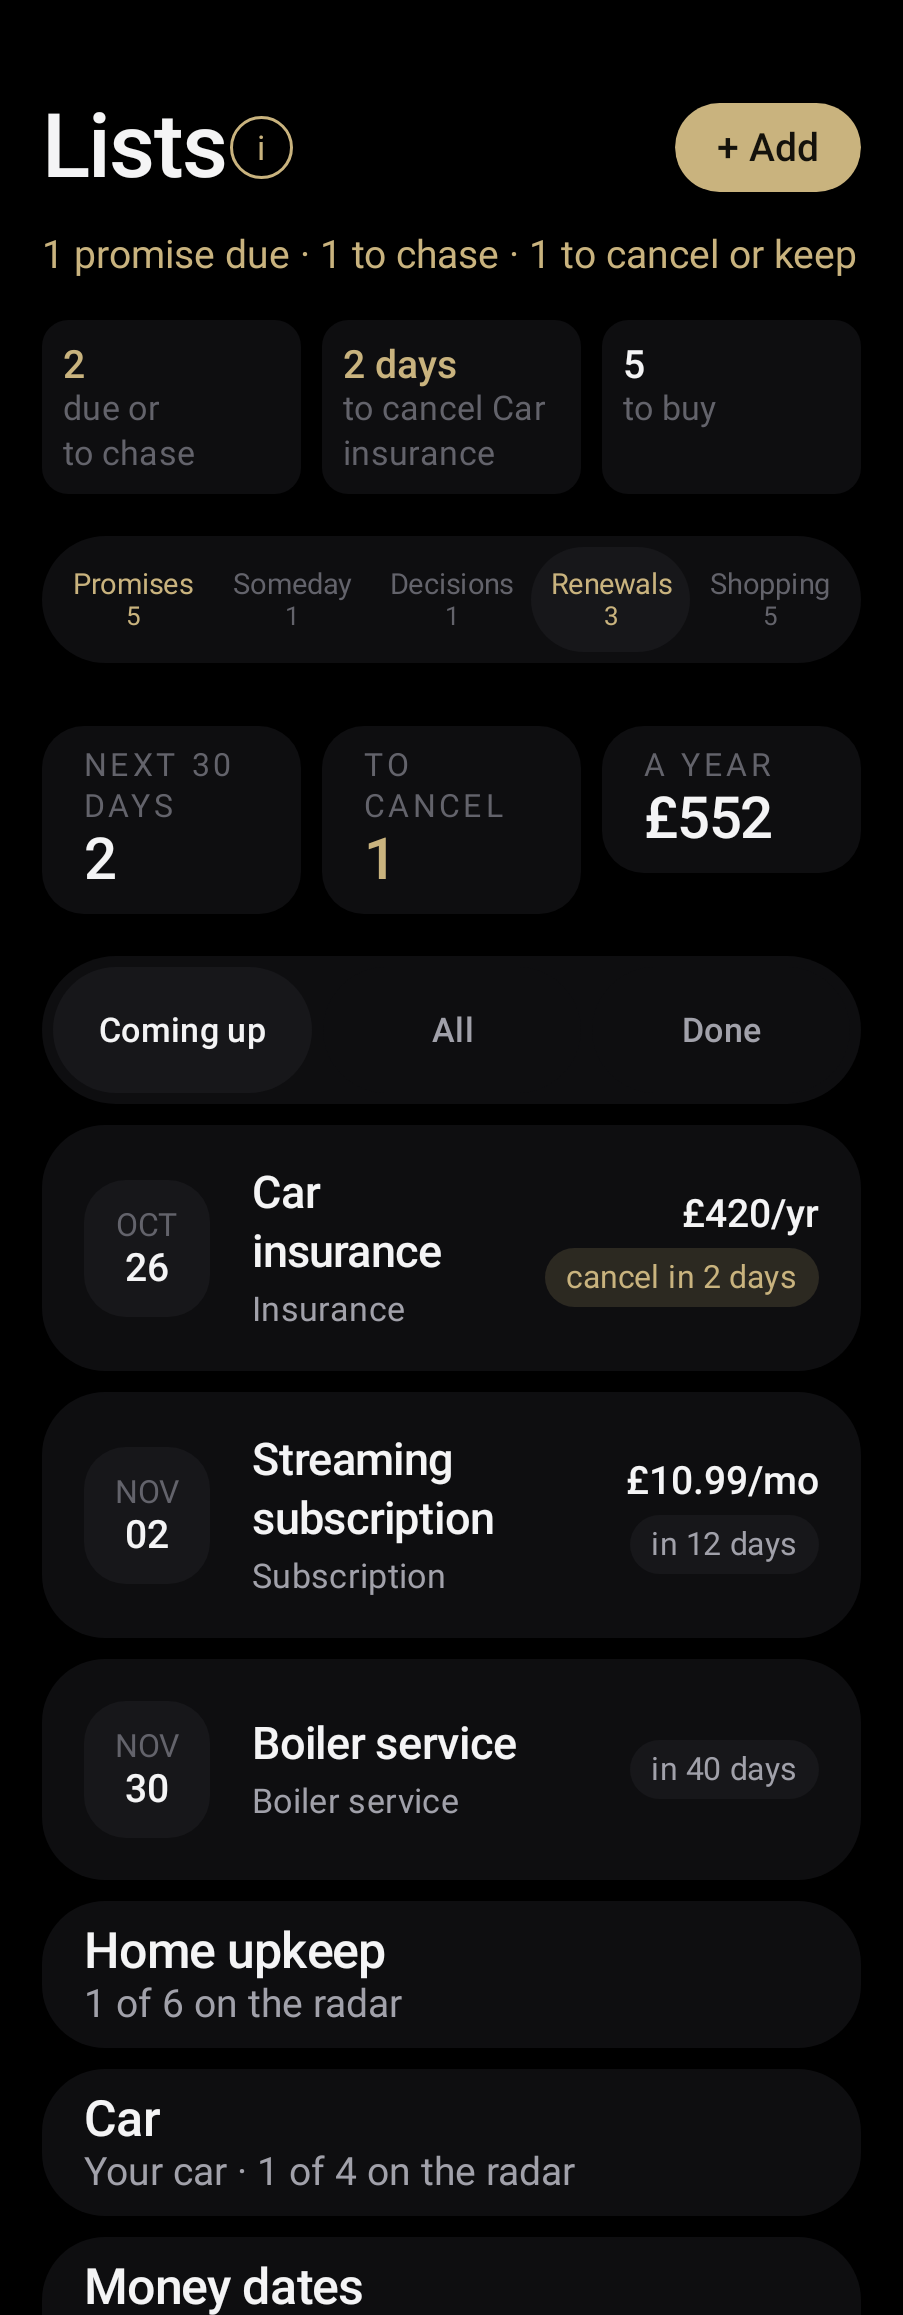 Lists i
+ Add
1 promise due · 1 to chase · 1 to cancel or keep
2
due or
to chase
2 days
to cancel Car
insurance
5
to buy
Promises
5
Someday
1
Decisions
1
Renewals
3
Shopping
5
NEXT 30
DAYS
2
TO
CANCEL
1
A YEAR
£552
Coming up
All
Done
OCT
26
Car
insurance
Insurance
£420/yr
cancel in 2 days
NOV
02
Streaming
subscription
Subscription
£10.99/mo
in 12 days
NOV
30
Boiler service
Boiler service
in 40 days
Home upkeep
1 of 6 on the radar
Car
Your car · 1 of 4 on the radar
Money dates